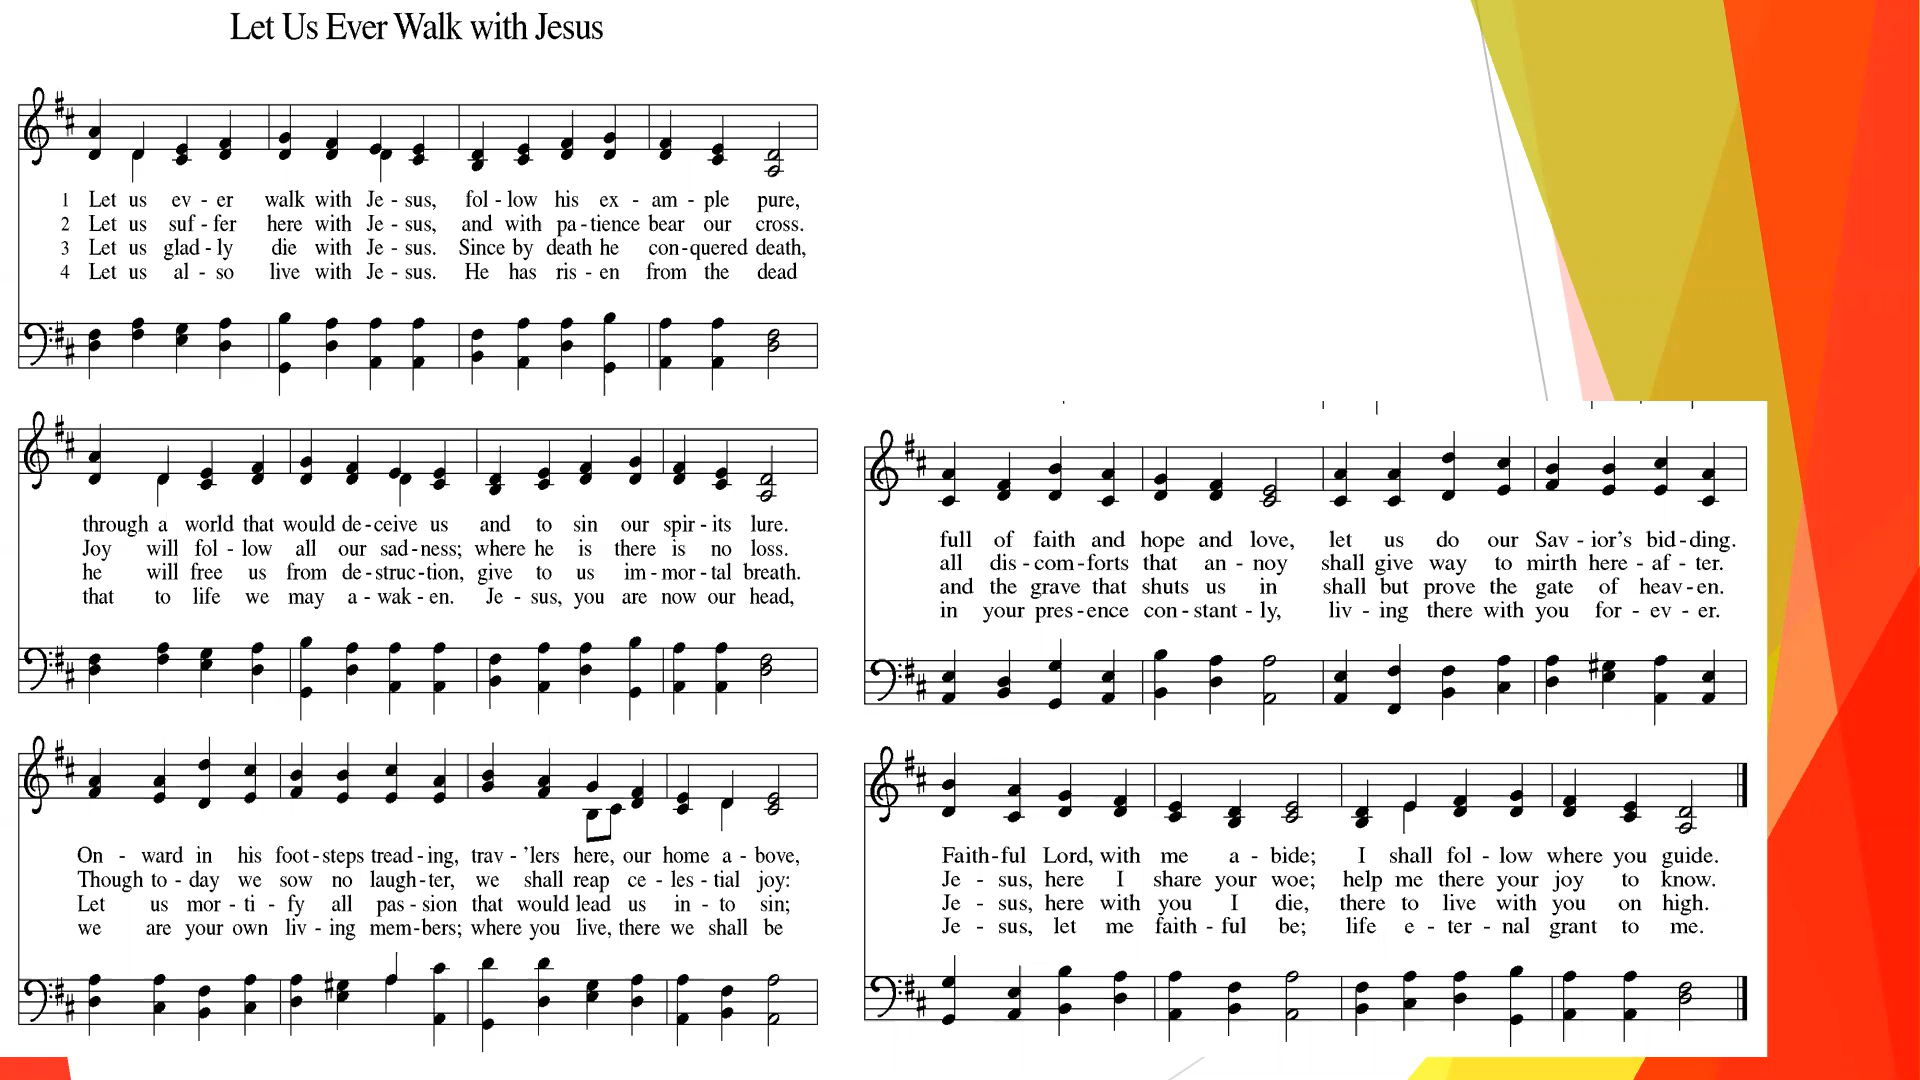 Let Us Ever Walk with Jesus
1 Let us ev - er walk with Je - sus, fol - low his ex - am - ple pure,
2 Let us suf - fer here with Je - sus, and with pa - tience bear our cross.
3 Let us glad - ly die with Je - sus. Since by death he con - quered death,
4 Let us al - so live with Je - sus. He has ris - en from the dead
through a world that would de - ceive us and to sin our spir - its lure.
Joy will fol - low all our sad - ness; where he is there is no loss.
he will free us from de - struc - tion, give to us im - mor - tal breath.
that to life we may a - wak - en. Je - sus, you are now our head,
On - ward in his foot - steps tread - ing, trav - 'lers here, our home a - bove,
Though to - day we sow no laugh - ter, we shall reap ce - les - tial joy:
Let us mor - ti - fy all pas - sion that would lead us in - to sin;
we are your own liv - ing mem - bers; where you live, there we shall be
full of faith and hope and love, let us do our Sav - ior's bid - ding.
all dis - com - forts that an - noy shall give way to mirth here - af - ter.
and the grave that shuts us in shall but prove the gate of heav - en.
in your pres - ence con - stant - ly, liv - ing there with you for - ev - er.
Faith - ful Lord, with me a - bide; I shall fol - low where you guide.
Je - sus, here I share your woe; help me there your joy to know.
Je - sus, here with you I die, there to live with you on high.
Je - sus, let me faith - ful be; life e - ter - nal grant to me.